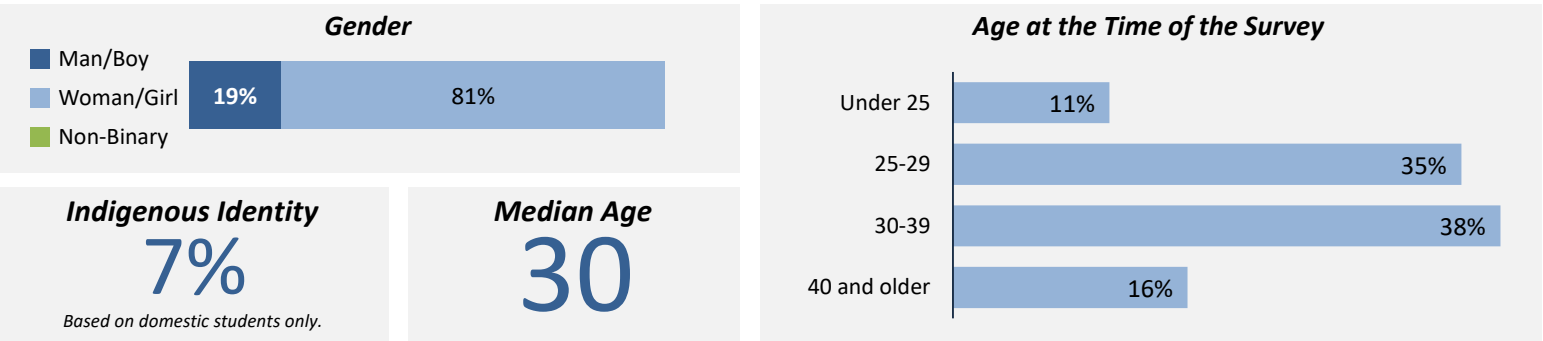 Gender
Man/Boy
Woman/Girl
Non-Binary
19%
81%
Indigenous Identity
7%
Based on domestic students only.
Median Age
30
Age at the Time of the Survey
Under 25
11%
25-29
35%
30-39
38%
40 and older
16%